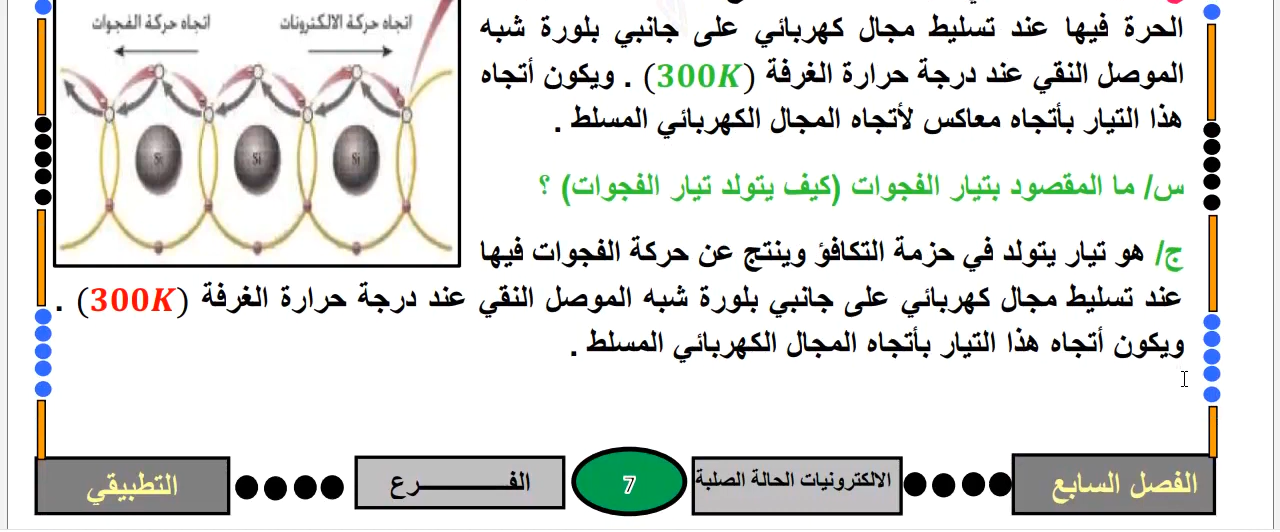 اتجاه حركة الالكترونات
اتجاه حركة الفجوات
Si Si Si
الحرة فيها عند تسليط مجال كهربائي على جانبي بلورة شبه
الموصل النقي عند درجة حرارة الغرفة (300K) . ويكون أتجاه
هذا التيار بأتجاه معاكس لأتجاه المجال الكهربائي المسلط .
س/ ما المقصود بتيار الفجوات (كيف يتولد تيار الفجوات) ؟
ج/ هو تيار يتولد في حزمة التكافؤ وينتج عن حركة الفجوات فيها
عند تسليط مجال كهربائي على جانبي بلورة شبه الموصل النقي عند درجة حرارة الغرفة (300K) .
ويكون أتجاه هذا التيار بأتجاه المجال الكهربائي المسلط .
الفصل السابع
الالكترونيات الحالة الصلبة
7
الفـــــــــــرع
التطبيقي